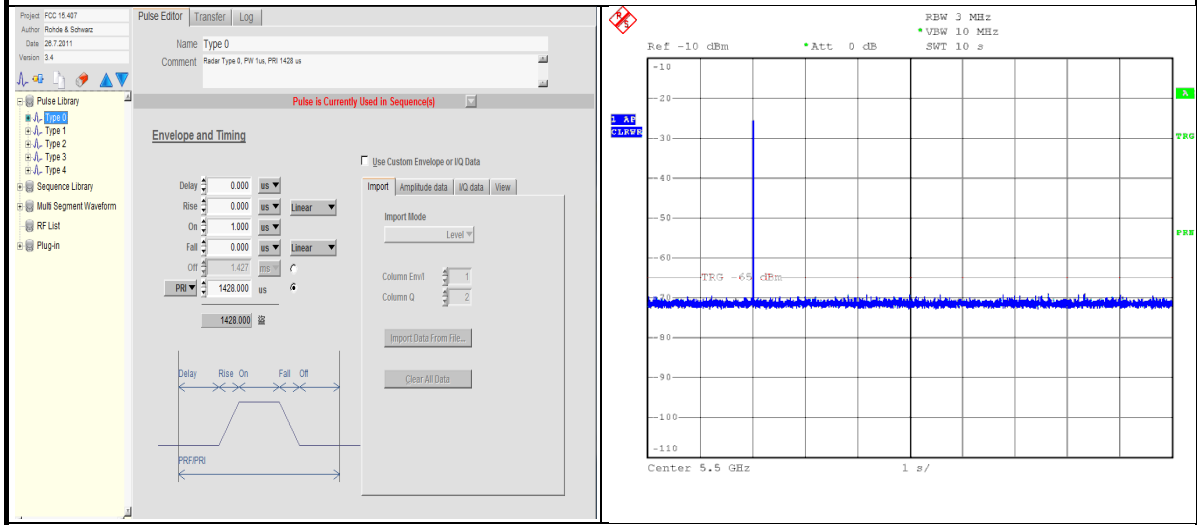 Project FCC 15.407
Author Rohde & Schwarz
Date 26.7.2011
Version 3.4
Pulse Editor Transfer Log
Name Type 0
Comment Radar Type 0, PW 1us, PRI 1428 us
Pulse Library
Type 0
Type 1
Type 2
Type 3
Type 4
Sequence Library
Multi Segment Waveform
RF List
Plug-in
Pulse is Currently Used in Sequence(s)
Envelope and Timing
Use Custom Envelope or I/Q Data
Delay 0.000 us
Rise 0.000 us Linear
On 1.000 us
Fall 0.000 us Linear
Off 1.427 ms
PRI 1428.000 us
1428.000
Import Amplitude data I/Q data View
Import Mode
Level
Column Env/I 1
Column Q 2
Import Data From File...
Clear All Data
Delay Rise On Fall Off
PRF/PRI
R S
RBW 3 MHz
* VBW 10 MHz
Ref -10 dBm * Att 0 dB SWT 10 s
-10
-20
-30
-40
-50
-60
-70
-80
-90
-100
-110
1 AP
CLRWR
A
TRG
TRG -65 dBm
Center 5.5 GHz 1 s/